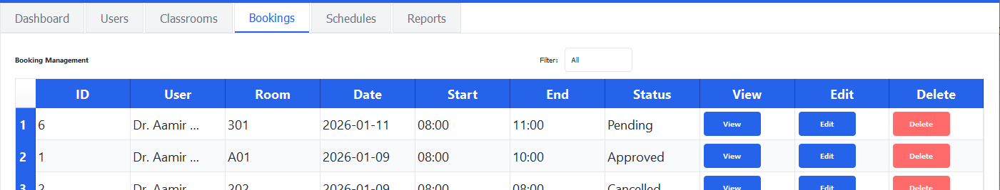 Dashboard Users Classrooms Bookings Schedules Reports
Booking Management Filter: All
ID User Room Date Start End Status View Edit Delete
1 6 Dr. Aamir ... 301 2026-01-11 08:00 11:00 Pending View Edit Delete
2 1 Dr. Aamir ... A01 2026-01-09 08:00 10:00 Approved View Edit Delete
3 2 Dr. Aamir ... 202 2026-01-09 08:00 08:00 Cancelled View Edit Delete